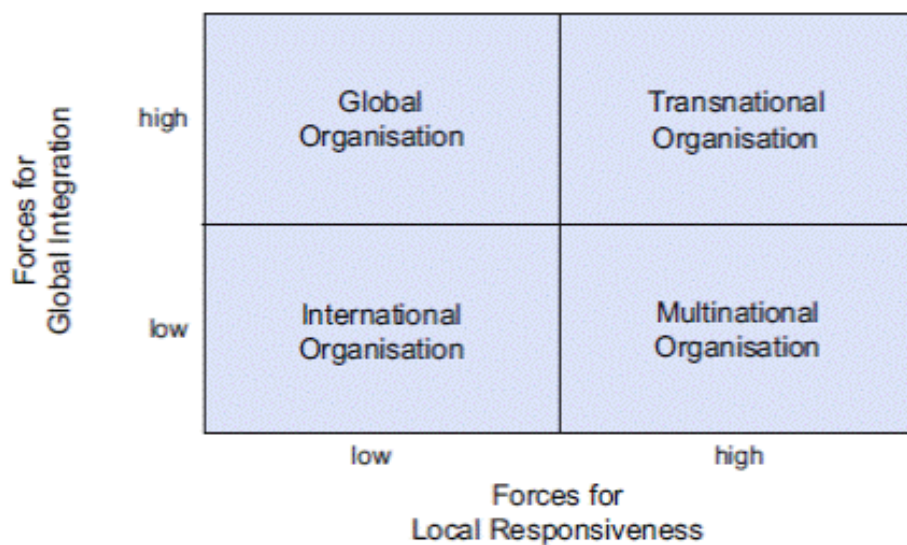 Forces for
Global Integration
high
Global
Organisation
Transnational
Organisation
low
International
Organisation
Multinational
Organisation
low
high
Forces for
Local Responsiveness